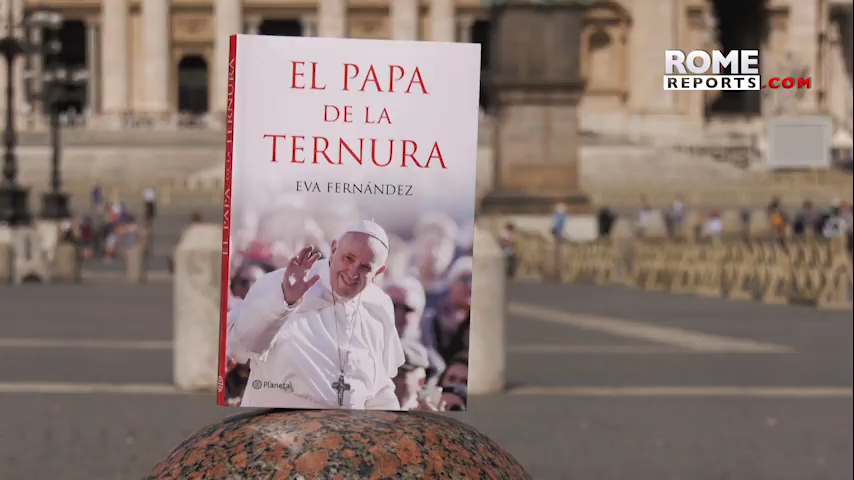 EL PAPA
DE LA
TERNURA
EVA FERNÁNDEZ
Planeta
EL PAPA DE LA TERNURA
ROME
REPORTS.COM